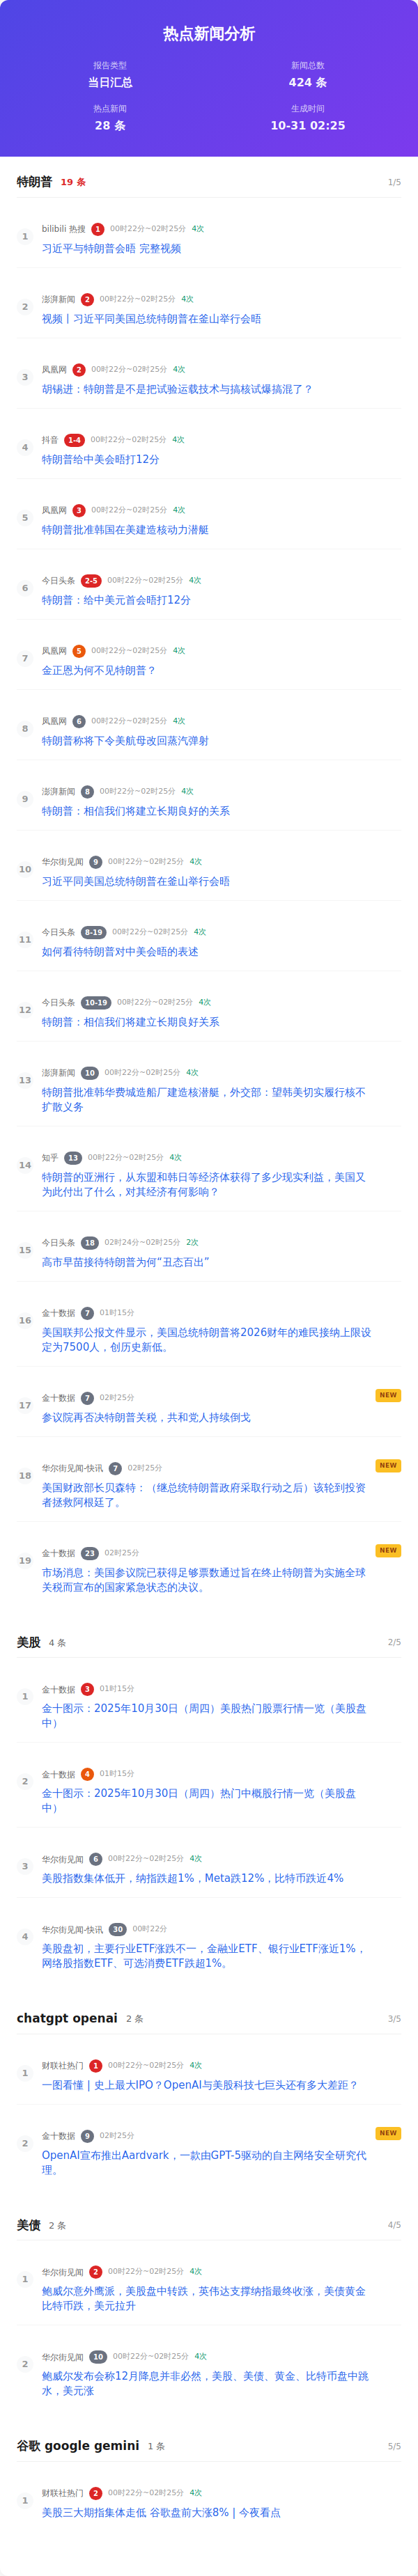 热点新闻分析
报告类型
当日汇总
新闻总数
424 条
热点新闻
28 条
生成时间
10-31 02:25
特朗普 19 条 1/5
1 bilibili 热搜 1 00时22分~02时25分 4次
习近平与特朗普会晤 完整视频
2 澎湃新闻 2 00时22分~02时25分 4次
视频丨习近平同美国总统特朗普在釜山举行会晤
3 凤凰网 2 00时22分~02时25分 4次
胡锡进：特朗普是不是把试验运载技术与搞核试爆搞混了？
4 抖音 1-4 00时22分~02时25分 4次
特朗普给中美会晤打12分
5 凤凰网 3 00时22分~02时25分 4次
特朗普批准韩国在美建造核动力潜艇
6 今日头条 2-5 00时22分~02时25分 4次
特朗普：给中美元首会晤打12分
7 凤凰网 5 00时22分~02时25分 4次
金正恩为何不见特朗普？
8 凤凰网 6 00时22分~02时25分 4次
特朗普称将下令美航母改回蒸汽弹射
9 澎湃新闻 8 00时22分~02时25分 4次
特朗普：相信我们将建立长期良好的关系
10 华尔街见闻 9 00时22分~02时25分 4次
习近平同美国总统特朗普在釜山举行会晤
11 今日头条 8-19 00时22分~02时25分 4次
如何看待特朗普对中美会晤的表述
12 今日头条 10-19 00时22分~02时25分 4次
特朗普：相信我们将建立长期良好关系
13 澎湃新闻 10 00时22分~02时25分 4次
特朗普批准韩华费城造船厂建造核潜艇，外交部：望韩美切实履行核不
扩散义务
14 知乎 13 00时22分~02时25分 4次
特朗普的亚洲行，从东盟和韩日等经济体获得了多少现实利益，美国又
为此付出了什么，对其经济有何影响？
15 今日头条 18 02时24分~02时25分 2次
高市早苗接待特朗普为何“丑态百出”
16 金十数据 7 01时15分
美国联邦公报文件显示，美国总统特朗普将2026财年的难民接纳上限设
定为7500人，创历史新低。
17 金十数据 7 02时25分 NEW
参议院再否决特朗普关税，共和党人持续倒戈
18 华尔街见闻-快讯 7 02时25分 NEW
美国财政部长贝森特：（继总统特朗普政府采取行动之后）该轮到投资
者拯救阿根廷了。
19 金十数据 23 02时25分 NEW
市场消息：美国参议院已获得足够票数通过旨在终止特朗普为实施全球
关税而宣布的国家紧急状态的决议。
美股 4 条 2/5
1 金十数据 3 01时15分
金十图示：2025年10月30日（周四）美股热门股票行情一览（美股盘
中）
2 金十数据 4 01时15分
金十图示：2025年10月30日（周四）热门中概股行情一览（美股盘
中）
3 华尔街见闻 6 00时22分~02时25分 4次
美股指数集体低开，纳指跌超1%，Meta跌12%，比特币跌近4%
4 华尔街见闻-快讯 30 00时22分
美股盘初，主要行业ETF涨跌不一，金融业ETF、银行业ETF涨近1%，
网络股指数ETF、可选消费ETF跌超1%。
chatgpt openai 2 条 3/5
1 财联社热门 1 00时22分~02时25分 4次
一图看懂 | 史上最大IPO？OpenAI与美股科技七巨头还有多大差距？
2 金十数据 9 02时25分 NEW
OpenAI宣布推出Aardvark，一款由GPT-5驱动的自主网络安全研究代
理。
美债 2 条 4/5
1 华尔街见闻 2 00时22分~02时25分 4次
鲍威尔意外鹰派，美股盘中转跌，英伟达支撑纳指最终收涨，美债黄金
比特币跌，美元拉升
2 华尔街见闻 10 00时22分~02时25分 4次
鲍威尔发布会称12月降息并非必然，美股、美债、黄金、比特币盘中跳
水，美元涨
谷歌 google gemini 1 条 5/5
1 财联社热门 2 00时22分~02时25分 4次
美股三大期指集体走低 谷歌盘前大涨8% | 今夜看点